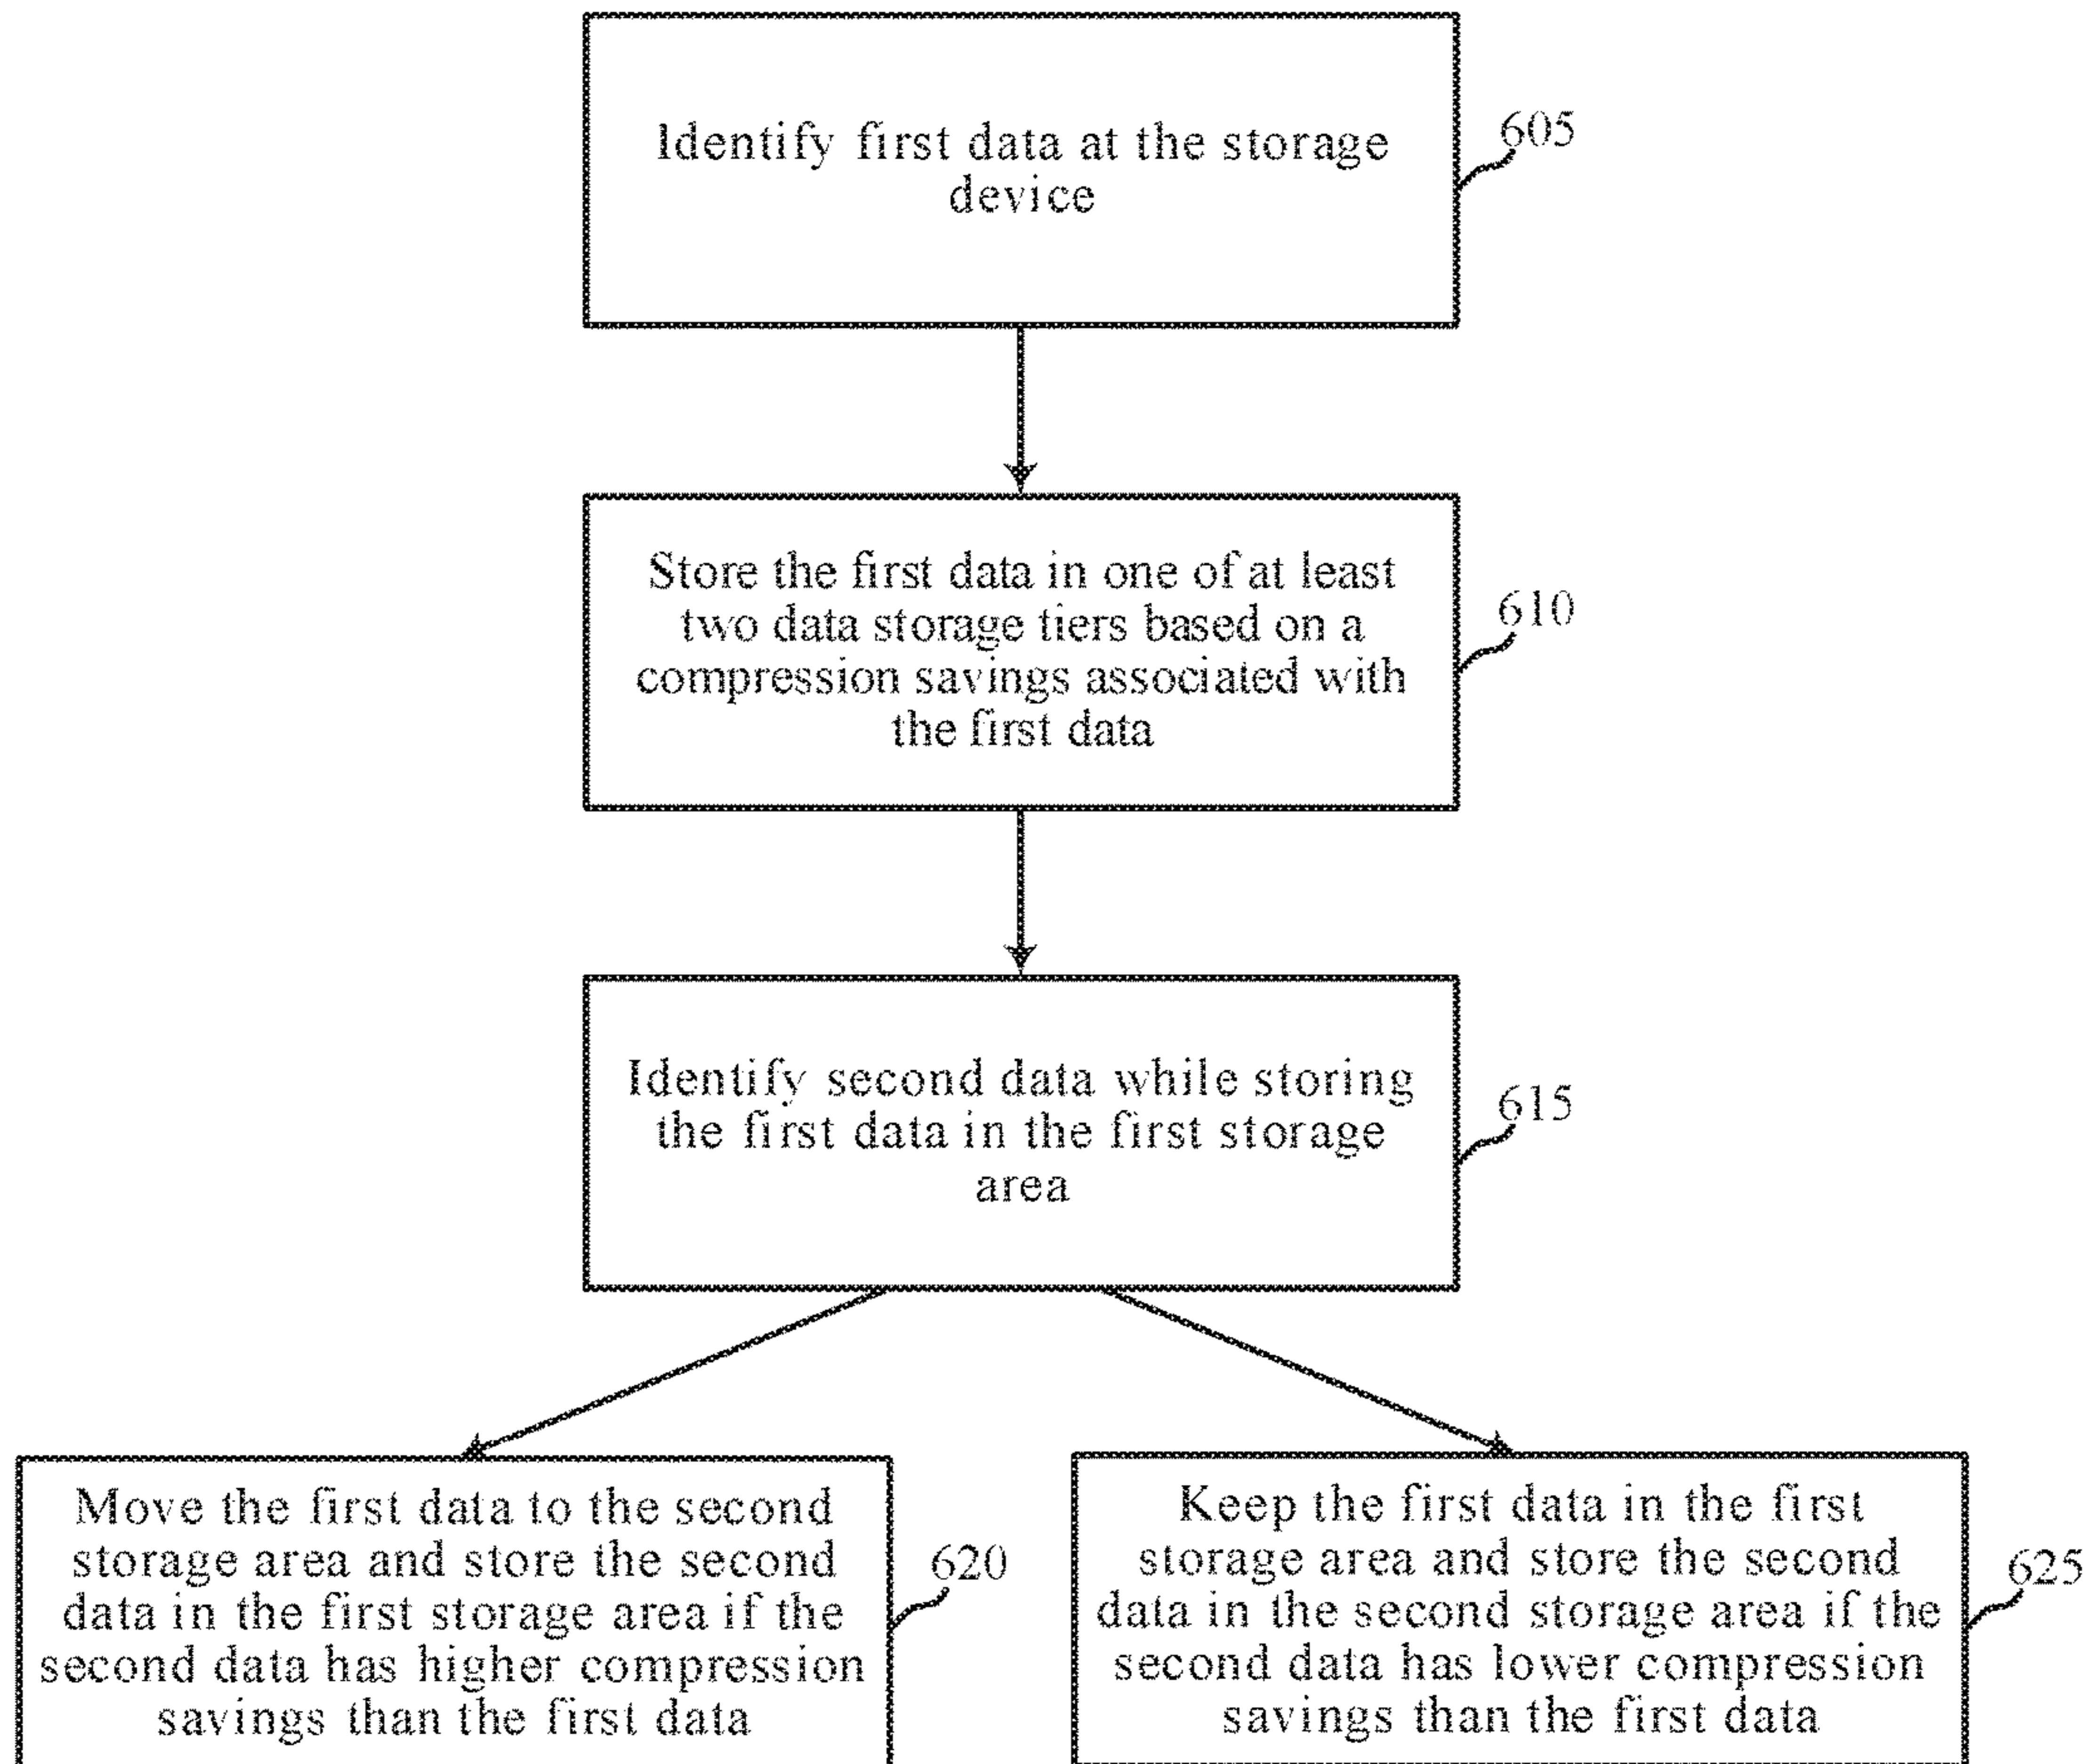 Identify first data at the storage
device
605
Store the first data in one of at least
two data storage tiers based on a
compression savings associated with
the first data
610
Identify second data while storing
the first data in the first storage
area
615
Move the first data to the second
storage area and store the second
data in the first storage area if the
second data has higher compression
savings than the first data
620
Keep the first data in the first
storage area and store the second
data in the second storage area if the
second data has lower compression
savings than the first data
625